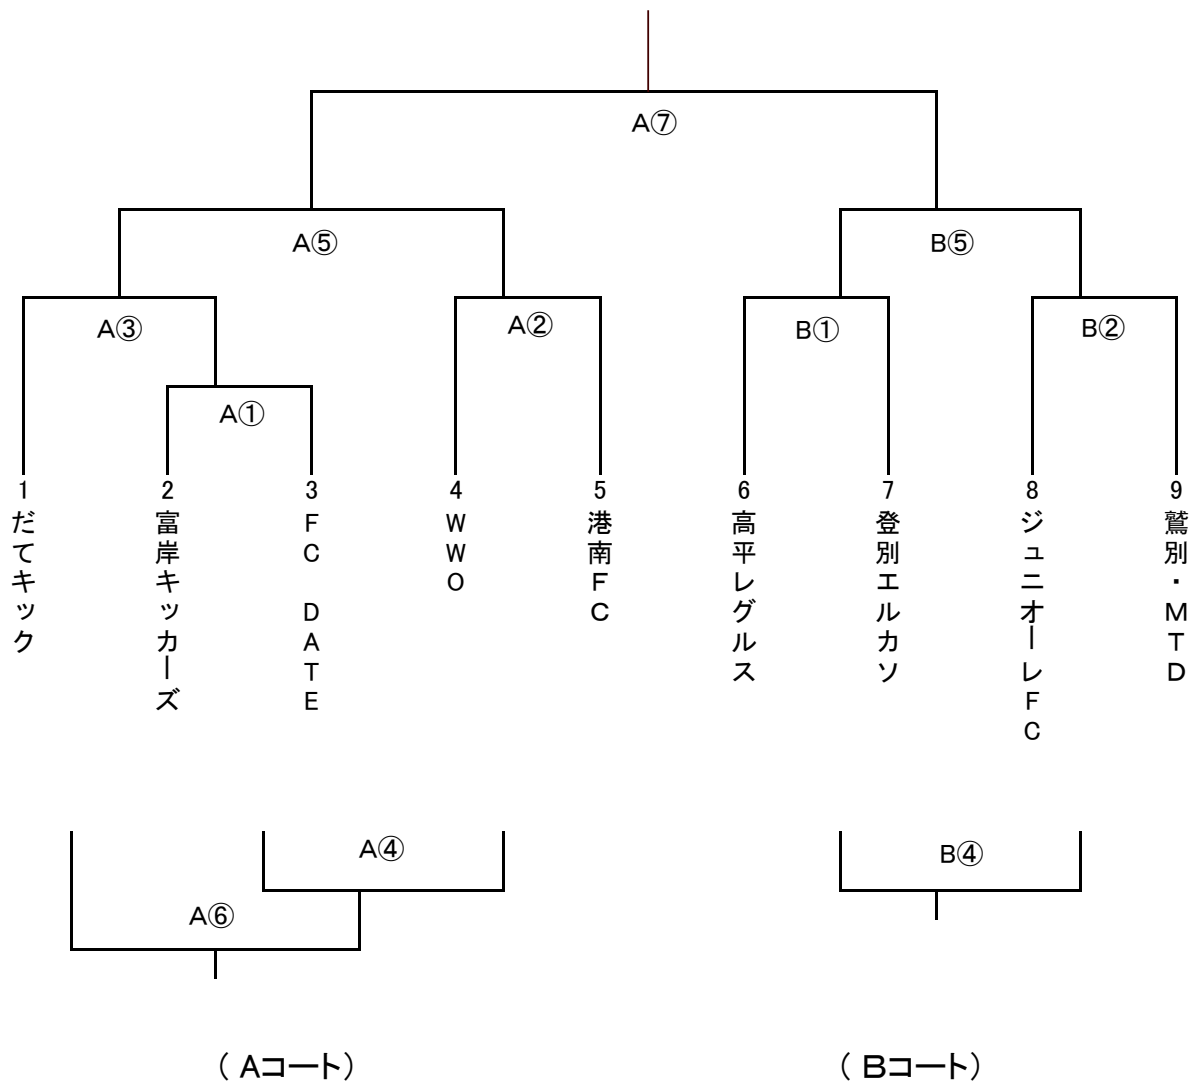 A⑦
A⑤
B⑤
A③
A②
B①
B②
A①
1
2
3
4
5
6
7
8
9
だてキック
富岸キッカーズ
FC DATE
WWO
港南FC
高平レグルス
登別エルカソ
ジュニオーレFC
鷲別・MTD
A④
B④
A⑥
（Aコート）
（Bコート）